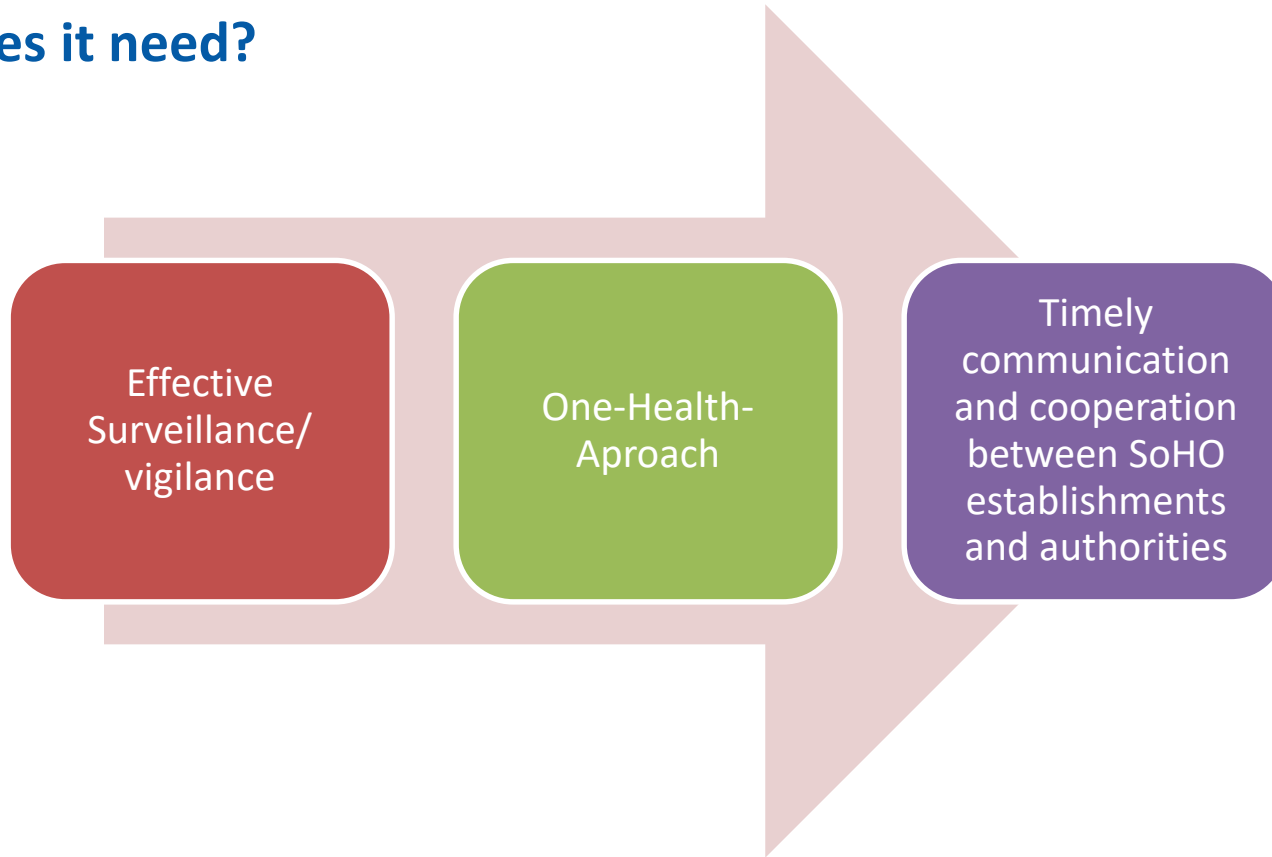 es it need?
Effective
Surveillance/
vigilance
One-Health-
Aproach
Timely
communication
and cooperation
between SoHO
establishments
and authorities